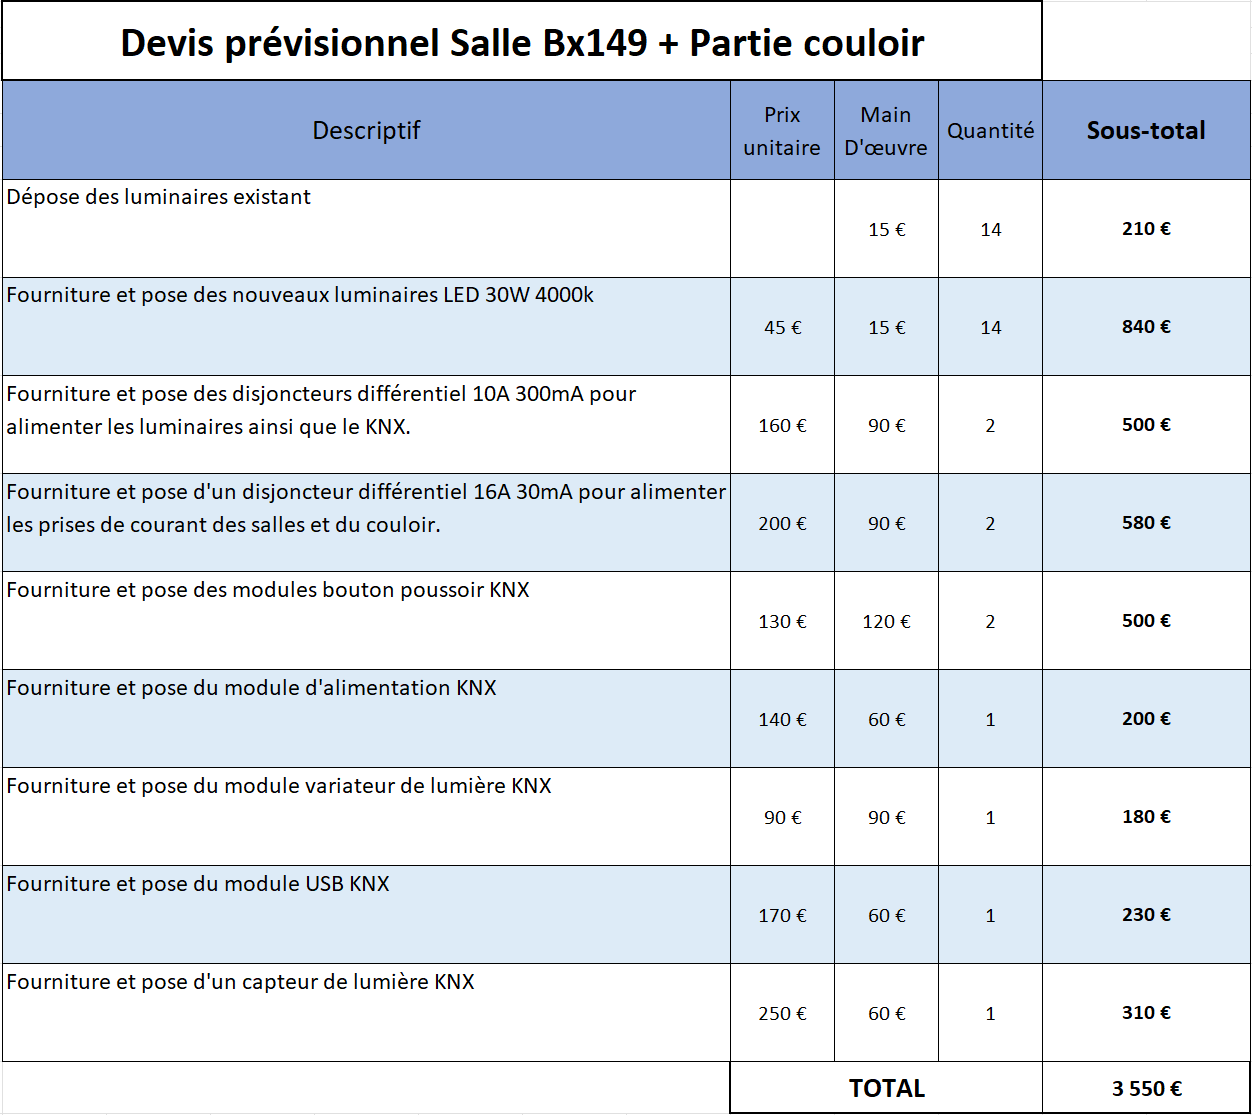 Devis prévisionnel Salle Bx149 + Partie couloir
Descriptif
Prix
unitaire
Main
D'œuvre
Quantité
Sous-total
Dépose des luminaires existant
15 €
14
210 €
Fourniture et pose des nouveaux luminaires LED 30W 4000k
45 €
15 €
14
840 €
Fourniture et pose des disjoncteurs différentiel 10A 300mA pour
alimenter les luminaires ainsi que le KNX.
160 €
90 €
2
500 €
Fourniture et pose d'un disjoncteur différentiel 16A 30mA pour alimenter
les prises de courant des salles et du couloir.
200 €
90 €
2
580 €
Fourniture et pose des modules bouton poussoir KNX
130 €
120 €
2
500 €
Fourniture et pose du module d'alimentation KNX
140 €
60 €
1
200 €
Fourniture et pose du module variateur de lumière KNX
90 €
90 €
1
180 €
Fourniture et pose du module USB KNX
170 €
60 €
1
230 €
Fourniture et pose d'un capteur de lumière KNX
250 €
60 €
1
310 €
TOTAL
3 550 €